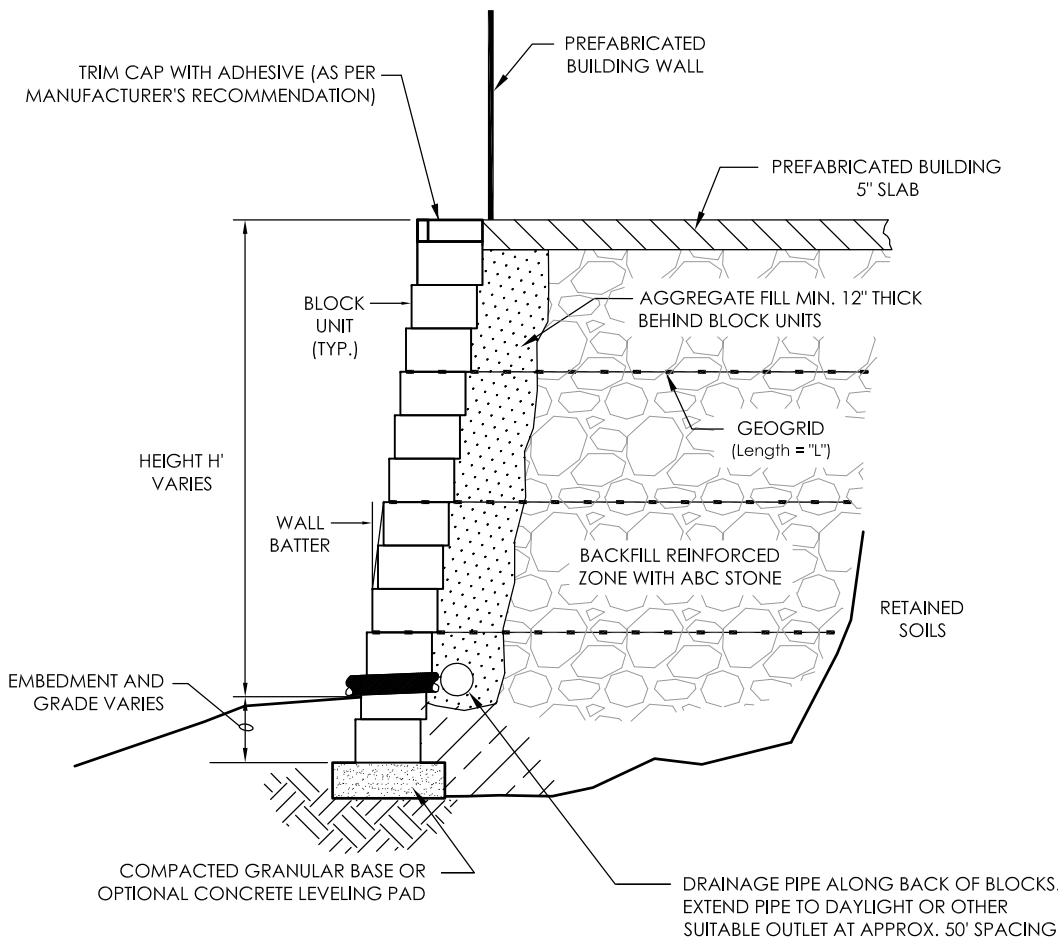 PREFABRICATED
BUILDING WALL
TRIM CAP WITH ADHESIVE (AS PER
MANUFACTURER'S RECOMMENDATION)
PREFABRICATED BUILDING
5" SLAB
BLOCK
UNIT
(TYP.)
AGGREGATE FILL MIN. 12" THICK
BEHIND BLOCK UNITS
GEOGRID
(Length = "L")
HEIGHT H'
VARIES
WALL
BATTER
BACKFILL REINFORCED
ZONE WITH ABC STONE
RETAINED
SOILS
EMBEDMENT AND
GRADE VARIES
COMPACTED GRANULAR BASE OR
OPTIONAL CONCRETE LEVELING PAD
DRAINAGE PIPE ALONG BACK OF BLOCKS.
EXTEND PIPE TO DAYLIGHT OR OTHER
SUITABLE OUTLET AT APPROX. 50' SPACING